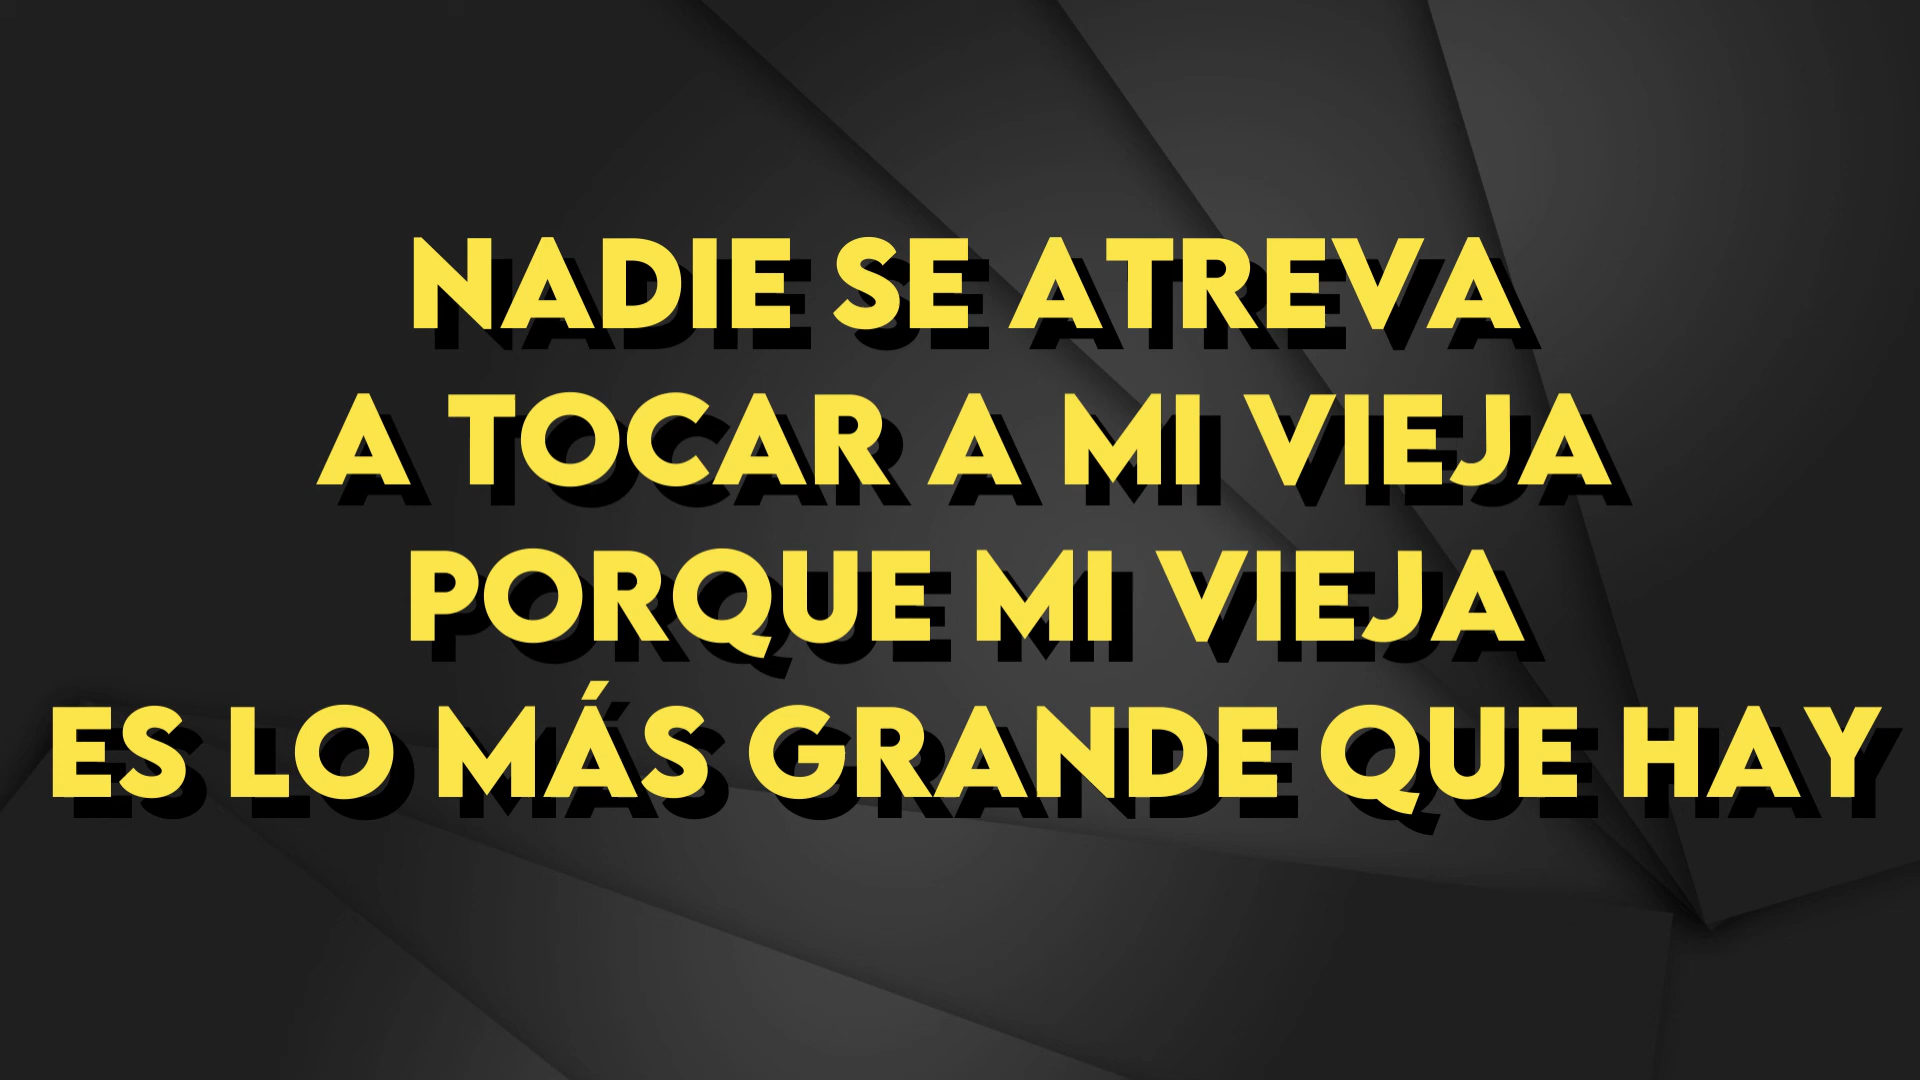 NADIE SE ATREVA
A TOCAR A MI VIEJA
PORQUE MI VIEJA
ES LO MÁS GRANDE QUE HAY